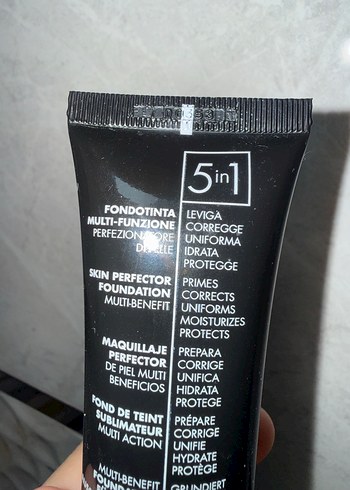 5in1
FONDOTINTA
MULTI-FUNZIONE
PERFEZIONATORE
DI PELLE
LEVIGA
CORREGGE
UNIFORMA
IDRATA
PROTEGGE
SKIN PERFECTOR
FOUNDATION
MULTI-BENEFIT
PRIMES
CORRECTS
UNIFORMS
MOISTURIZES
PROTECTS
MAQUILLAJE
PERFECTOR
DE PIEL MULTI
BENEFICIOS
PREPARA
CORRIGE
UNIFICA
HIDRATA
PROTEGE
FOND DE TEINT
SUBLIMATEUR
MULTI ACTION
PRÉPARE
CORRIGE
UNIFIE
HYDRATE
PROTÈGE
MULTI-BENEFIT
GRUNDIERT